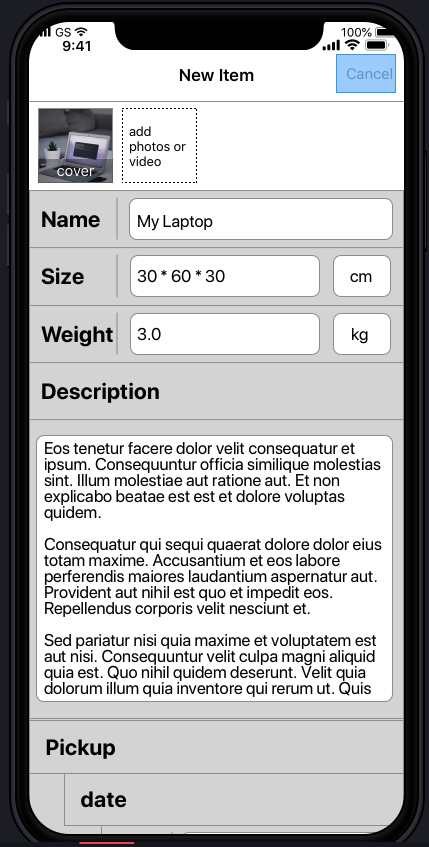 GS 100%
9:41
New Item
Cancel
cover
add
photos or
video
Name My Laptop
Size 30 * 60 * 30 cm
Weight 3.0 kg
Description
Eos tenetur facere dolor velit consequatur et
ipsum. Consequuntur officia similique molestias
sint. Illum molestiae aut ratione aut. Et non
explicabo beatae est est et dolore voluptas
quidem.
Consequatur qui sequi quaerat dolore dolor eius
totam maxime. Accusantium et eos labore
perferendis maiores laudantium aspernatur aut.
Provident aut nihil est quo et impedit eos.
Repellendus corporis velit nesciunt et.
Sed pariatur nisi quia maxime et voluptatem est
aut nisi. Consequuntur velit culpa magni aliquid
quia est. Quo nihil quidem deserunt. Velit quia
dolorum illum quia inventore qui rerum ut. Quis
Pickup
date